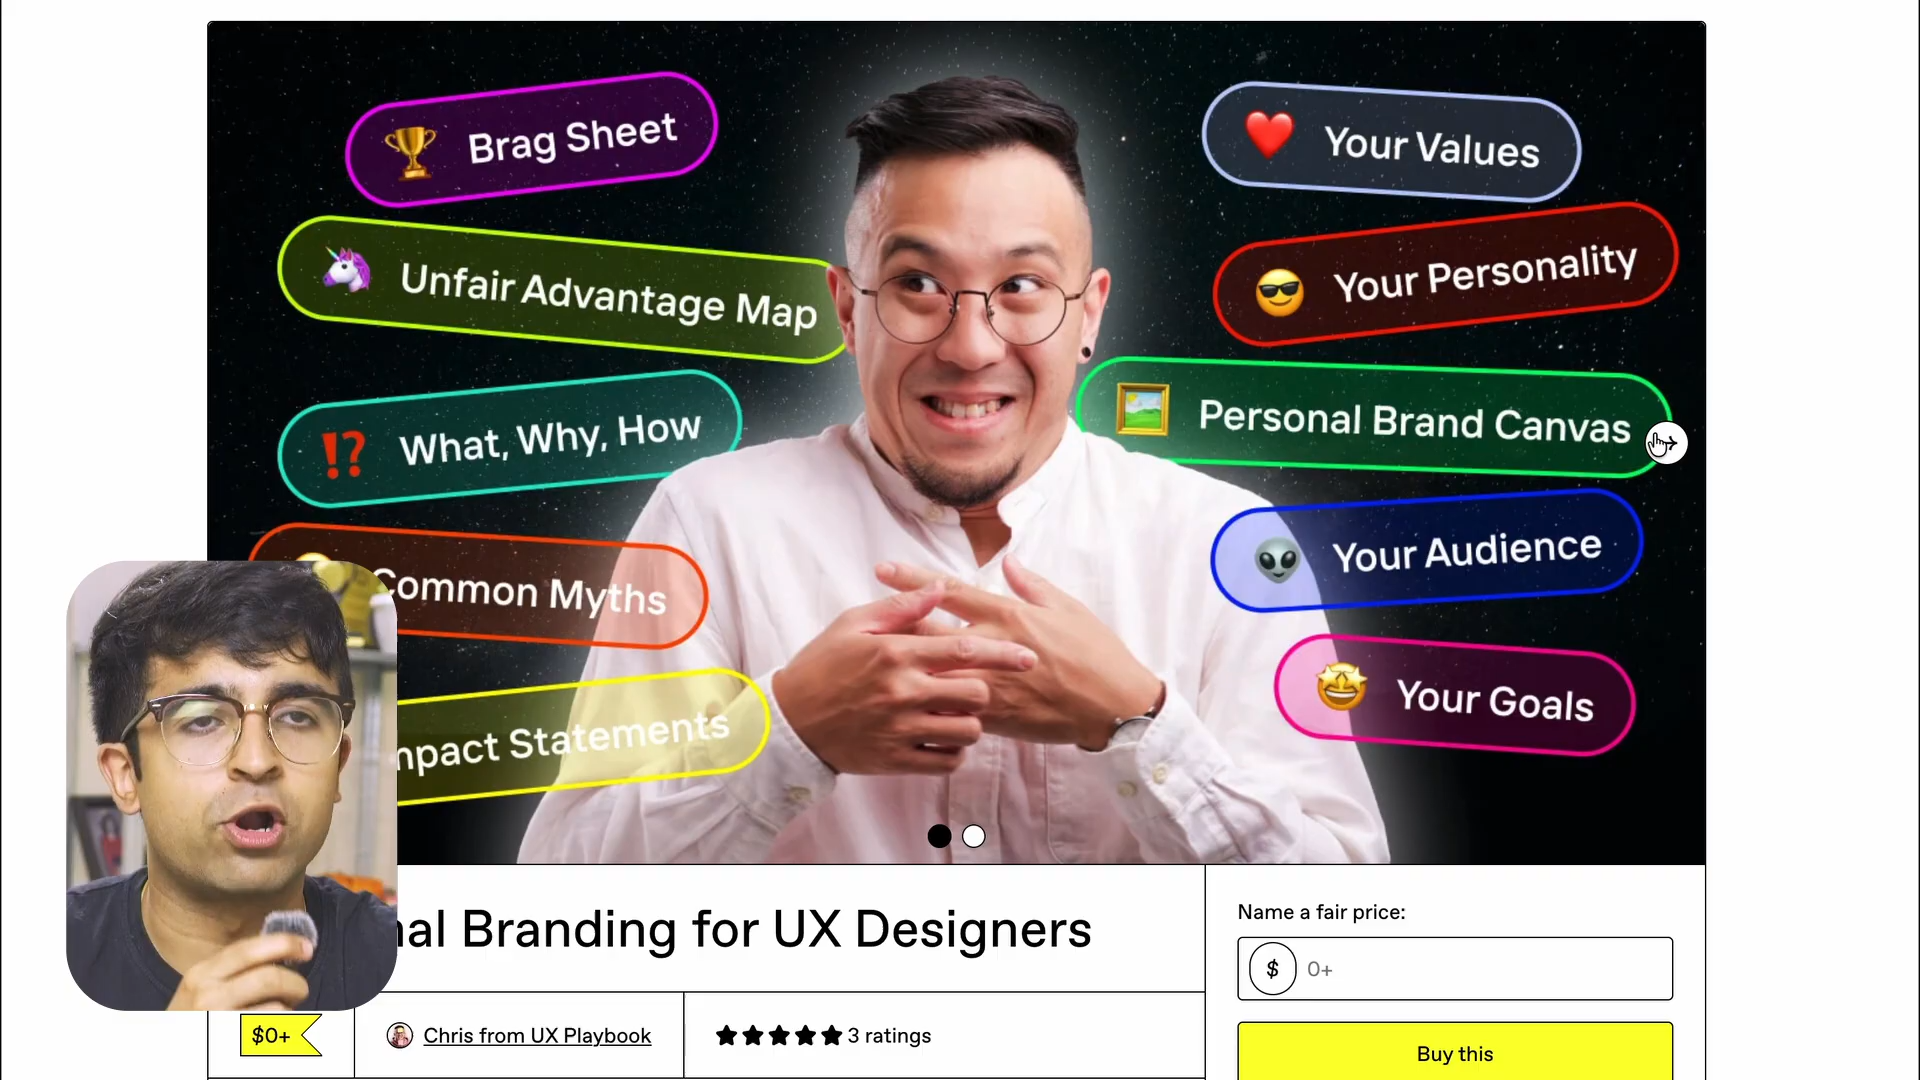 Brag Sheet
Unfair Advantage Map
What, Why, How
Common Myths
Statements
Your Values
Your Personality
Personal Brand Canvas
Your Audience
Your Goals
Branding for UX Designers
$0+
Chris from UX Playbook
3 ratings
Name a fair price:
$
0+
Buy this